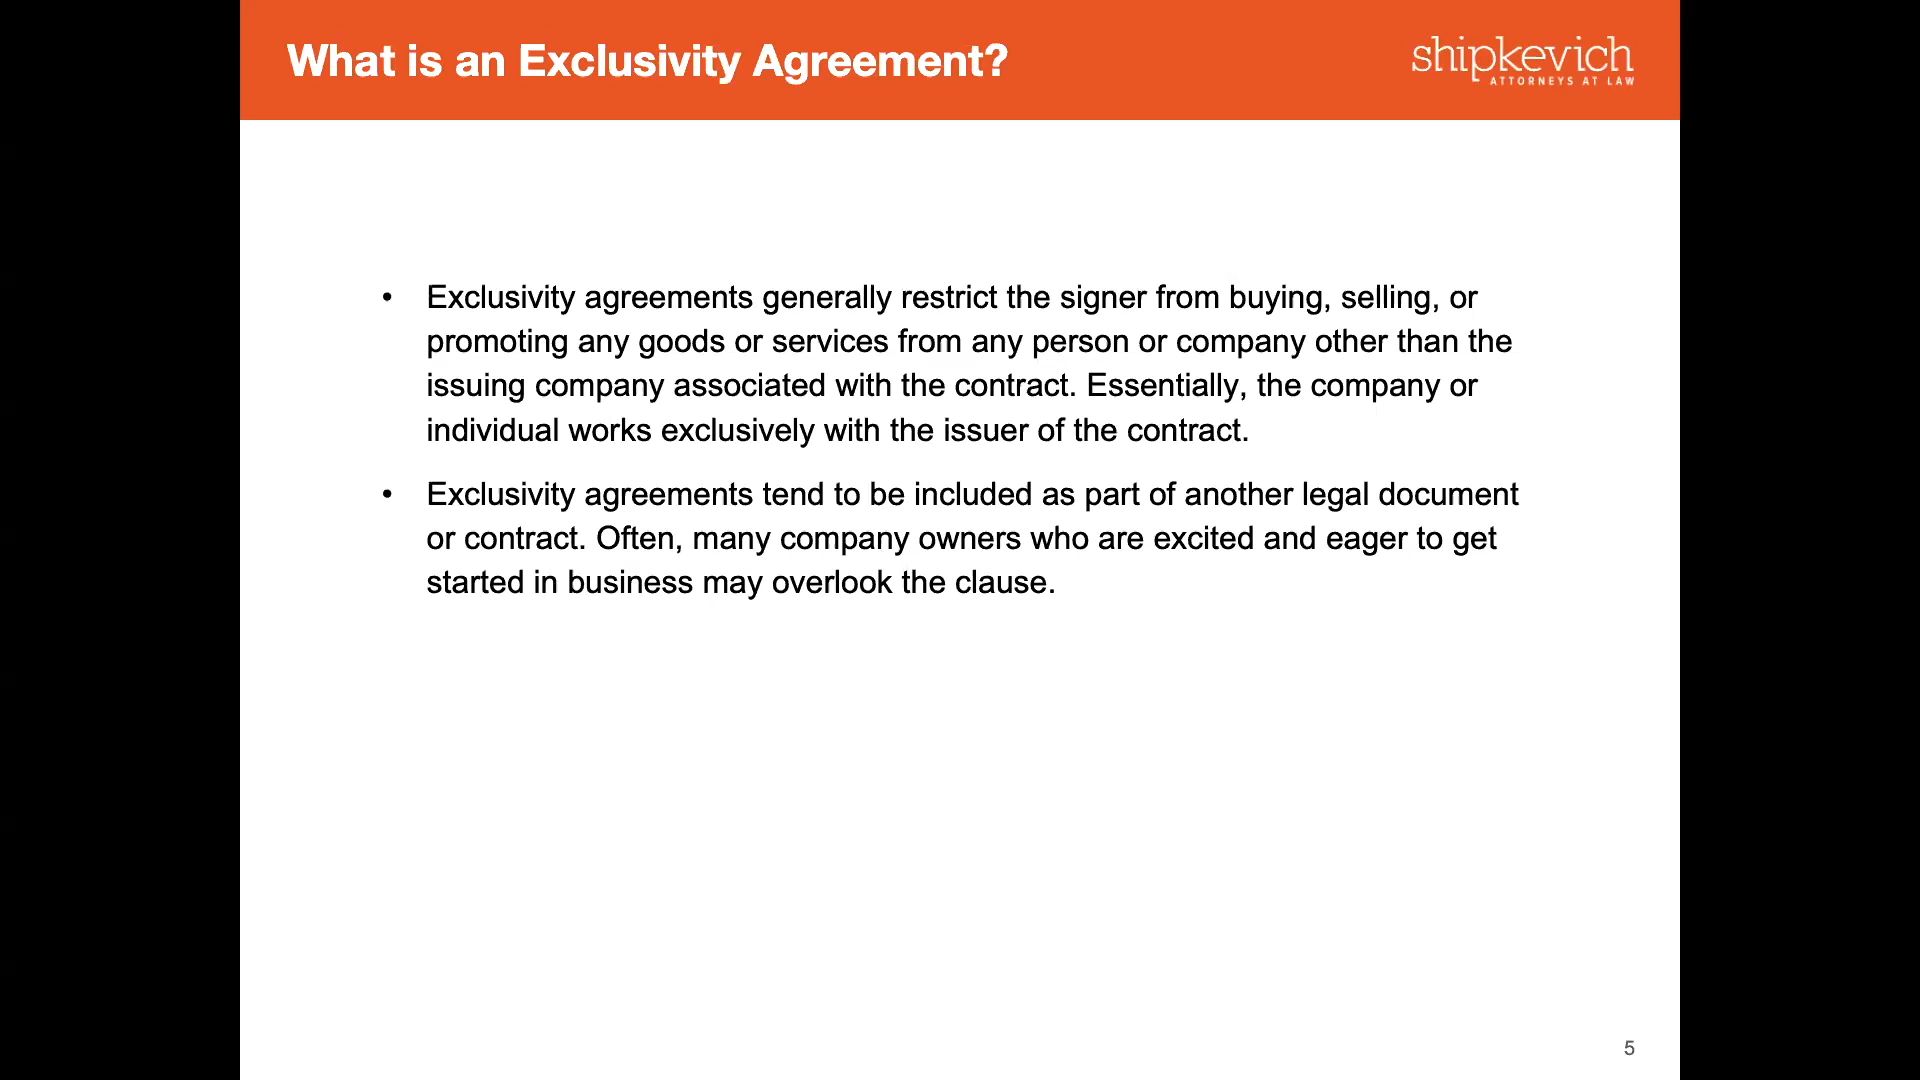 What is an Exclusivity Agreement?
shipkevich
ATTORNEYS AT LAW
• Exclusivity agreements generally restrict the signer from buying, selling, or
promoting any goods or services from any person or company other than the
issuing company associated with the contract. Essentially, the company or
individual works exclusively with the issuer of the contract.
• Exclusivity agreements tend to be included as part of another legal document
or contract. Often, many company owners who are excited and eager to get
started in business may overlook the clause.
5